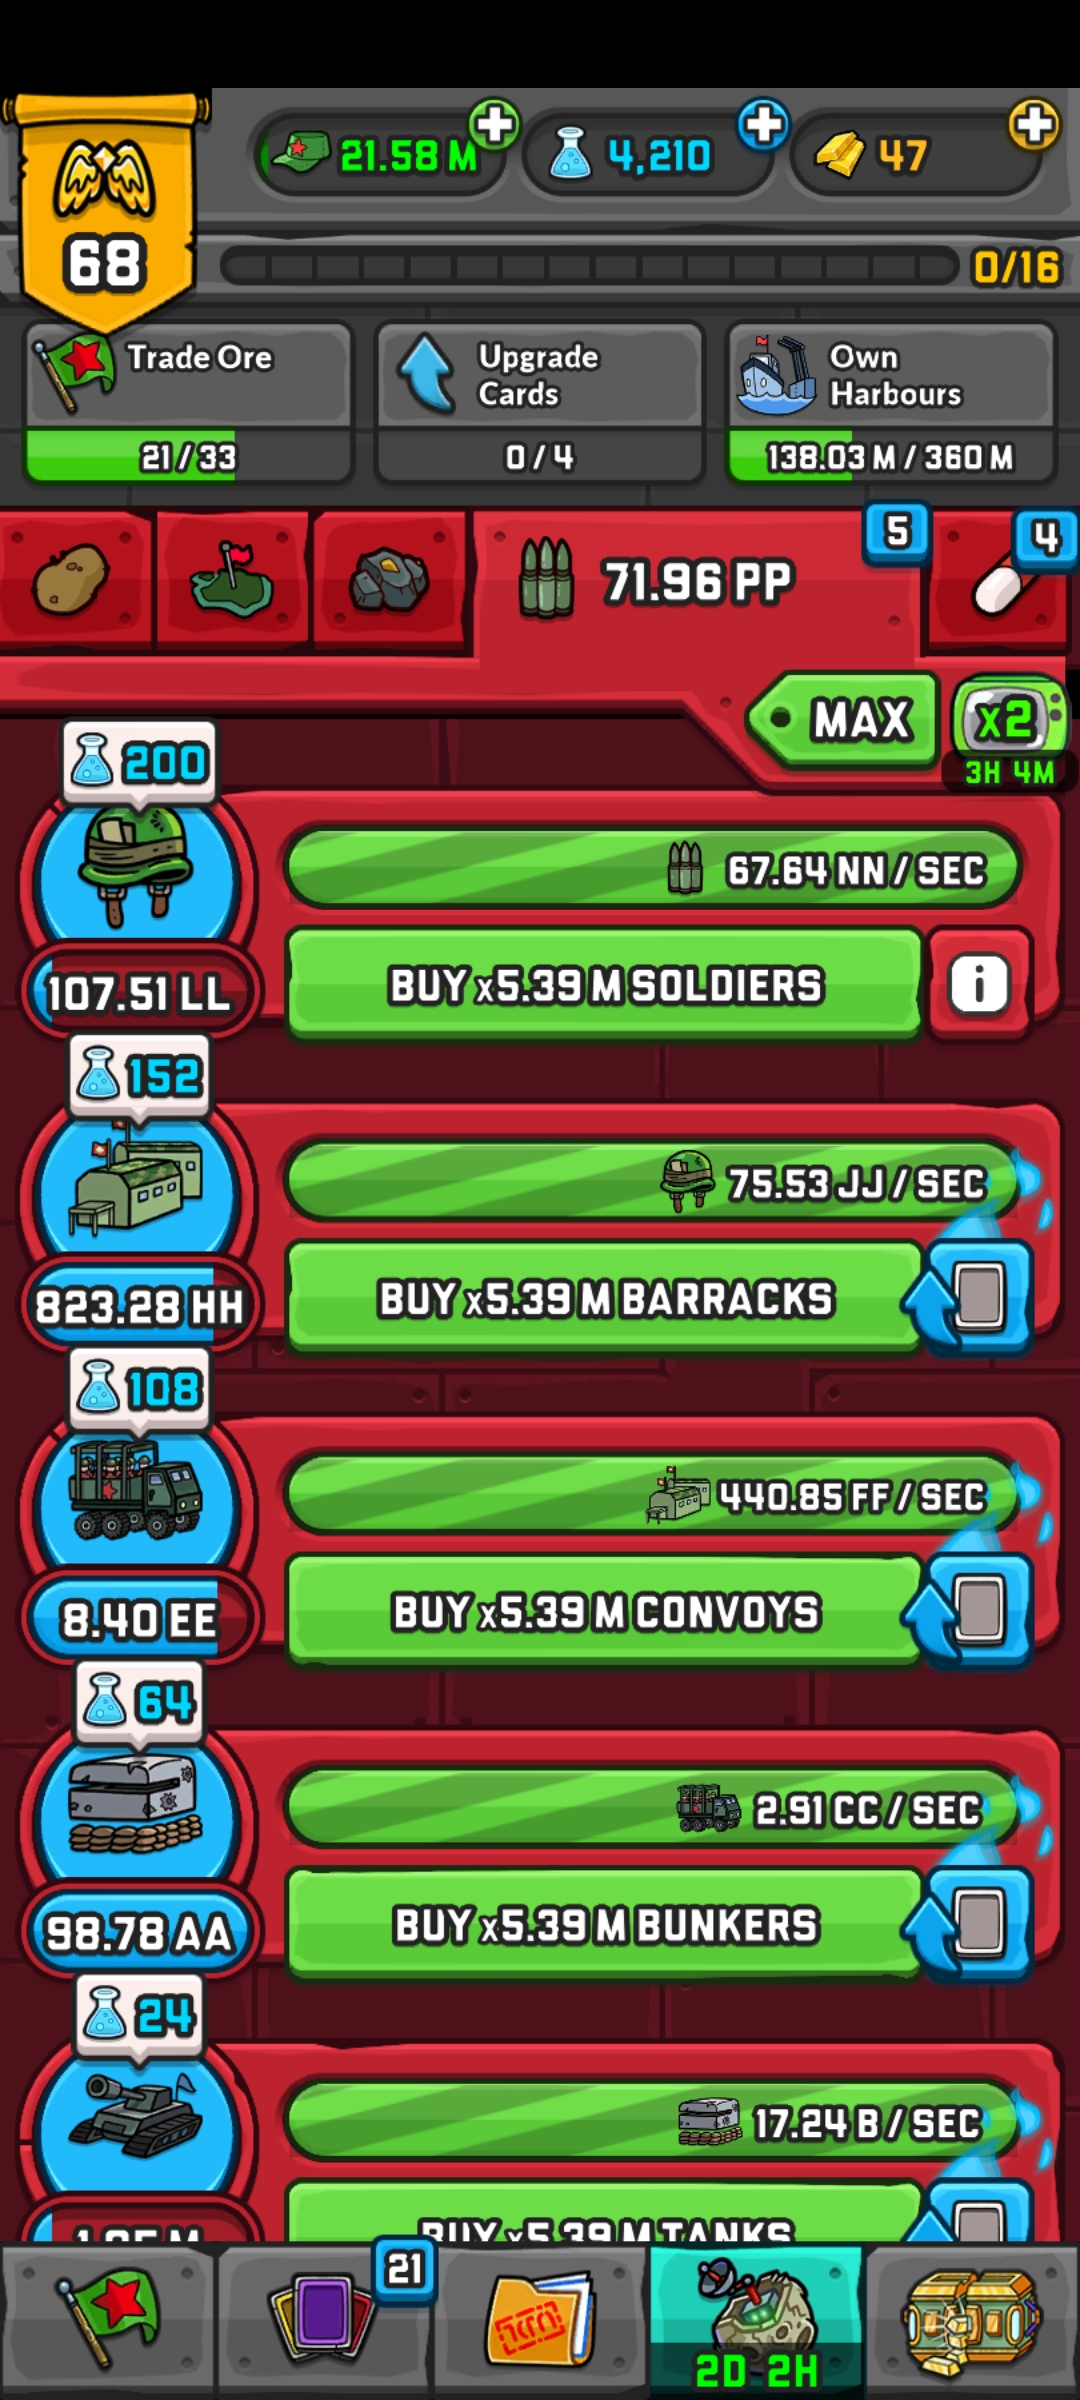 21.58 M
4,210
47
68
0/16
Trade Ore
Upgrade
Cards
Own
Harbours
21/33
0/4
138.03 M / 360 M
71.96 PP
5
4
MAX
x2
3H 4M
200
67.64 NN / SEC
107.51 LL
BUY x5.39 M SOLDIERS
i
152
75.53 JJ / SEC
823.28 HH
BUY x5.39 M BARRACKS
108
440.85 FF / SEC
8.40 EE
BUY x5.39 M CONVOYS
64
2.91 CC / SEC
98.78 AA
BUY x5.39 M BUNKERS
24
17.24 B / SEC
BUY x5.39 M TANKS
21
2D 2H